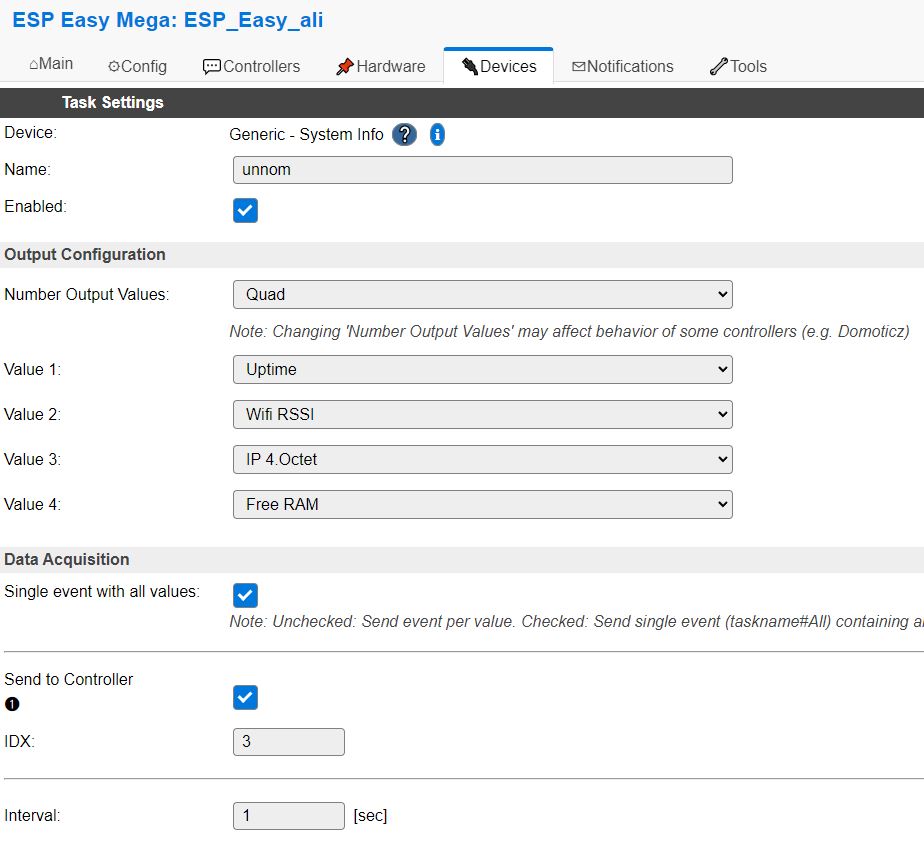 ESP Easy Mega: ESP_Easy_ali
⌂Main ⚙Config 💬Controllers 📌Hardware 🔌Devices ✉Notifications 🔧Tools
Task Settings
Device: Generic - System Info ? i
Name: unnom
Enabled:
Output Configuration
Number Output Values: Quad
Note: Changing 'Number Output Values' may affect behavior of some controllers (e.g. Domoticz)
Value 1: Uptime
Value 2: Wifi RSSI
Value 3: IP 4.Octet
Value 4: Free RAM
Data Acquisition
Single event with all values:
Note: Unchecked: Send event per value. Checked: Send single event (taskname#All) containing
Send to Controller
❶
IDX: 3
Interval: 1 [sec]